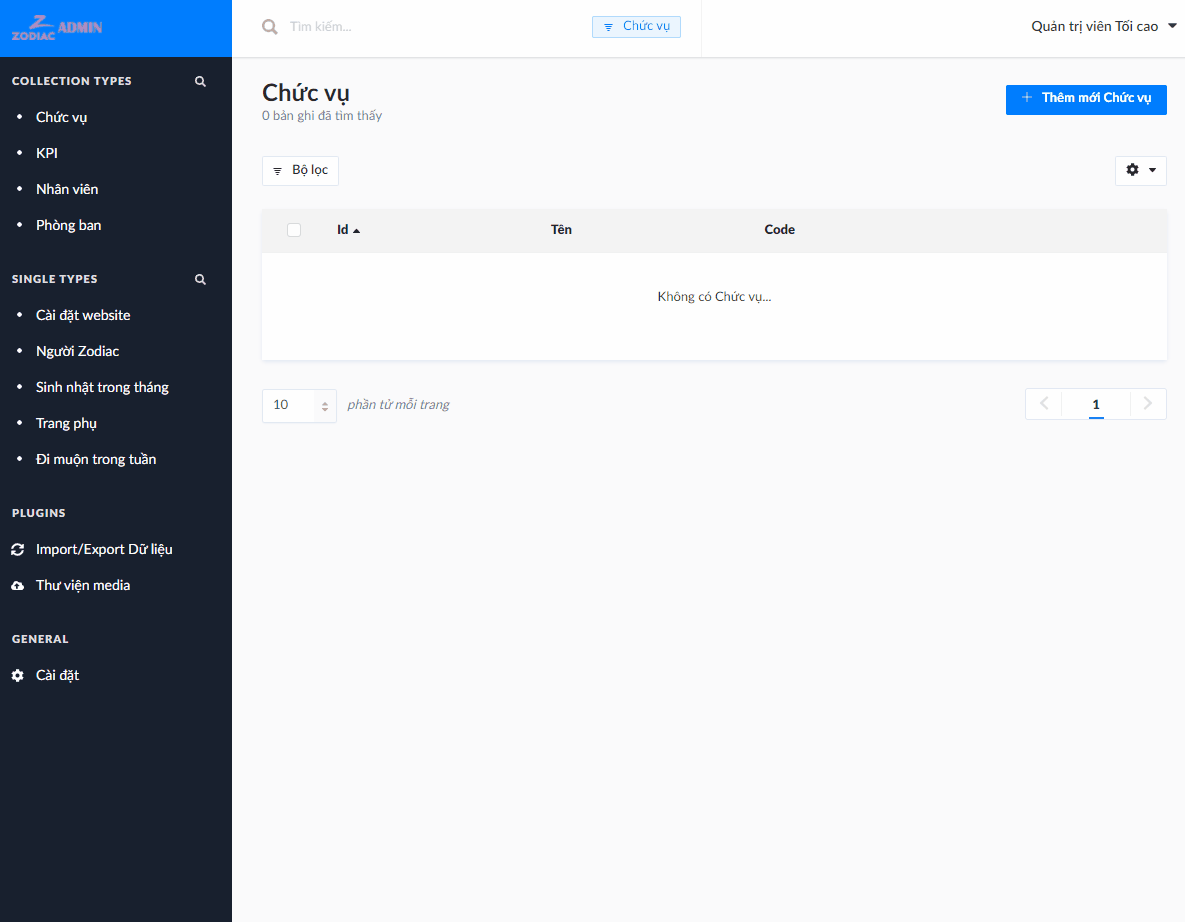 ZODIAC ADMIN
Tìm kiếm...
Chức vụ
Quản trị viên Tối cao
COLLECTION TYPES
Chức vụ
KPI
Nhân viên
Phòng ban
SINGLE TYPES
Cài đặt website
Người Zodiac
Sinh nhật trong tháng
Trang phụ
Đi muộn trong tuần
PLUGINS
Import/Export Dữ liệu
Thư viện media
GENERAL
Cài đặt
Chức vụ
0 bản ghi đã tìm thấy
Thêm mới Chức vụ
Bộ lọc
Id Tên Code
Không có Chức vụ...
10 phần tử mỗi trang
1